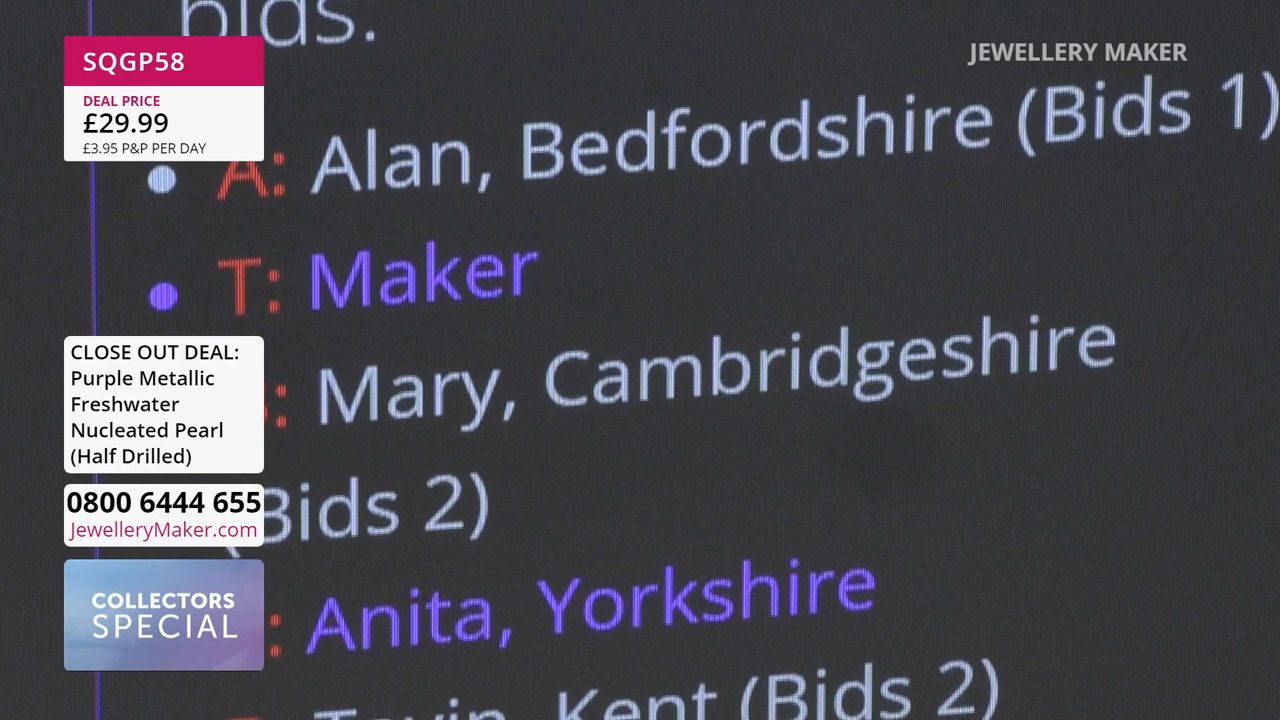 bids.
SQGP58
JEWELLERY MAKER
DEAL PRICE
£29.99
£3.95 P&P PER DAY
A: Alan, Bedfordshire (Bids 1)
T: Maker
CLOSE OUT DEAL:
Purple Metallic
Freshwater
Nucleated Pearl
(Half Drilled)
: Mary, Cambridgeshire
(Bids 2)
0800 6444 655
JewelleryMaker.com
COLLECTORS
SPECIAL
: Anita, Yorkshire
Kent (Bids 2)